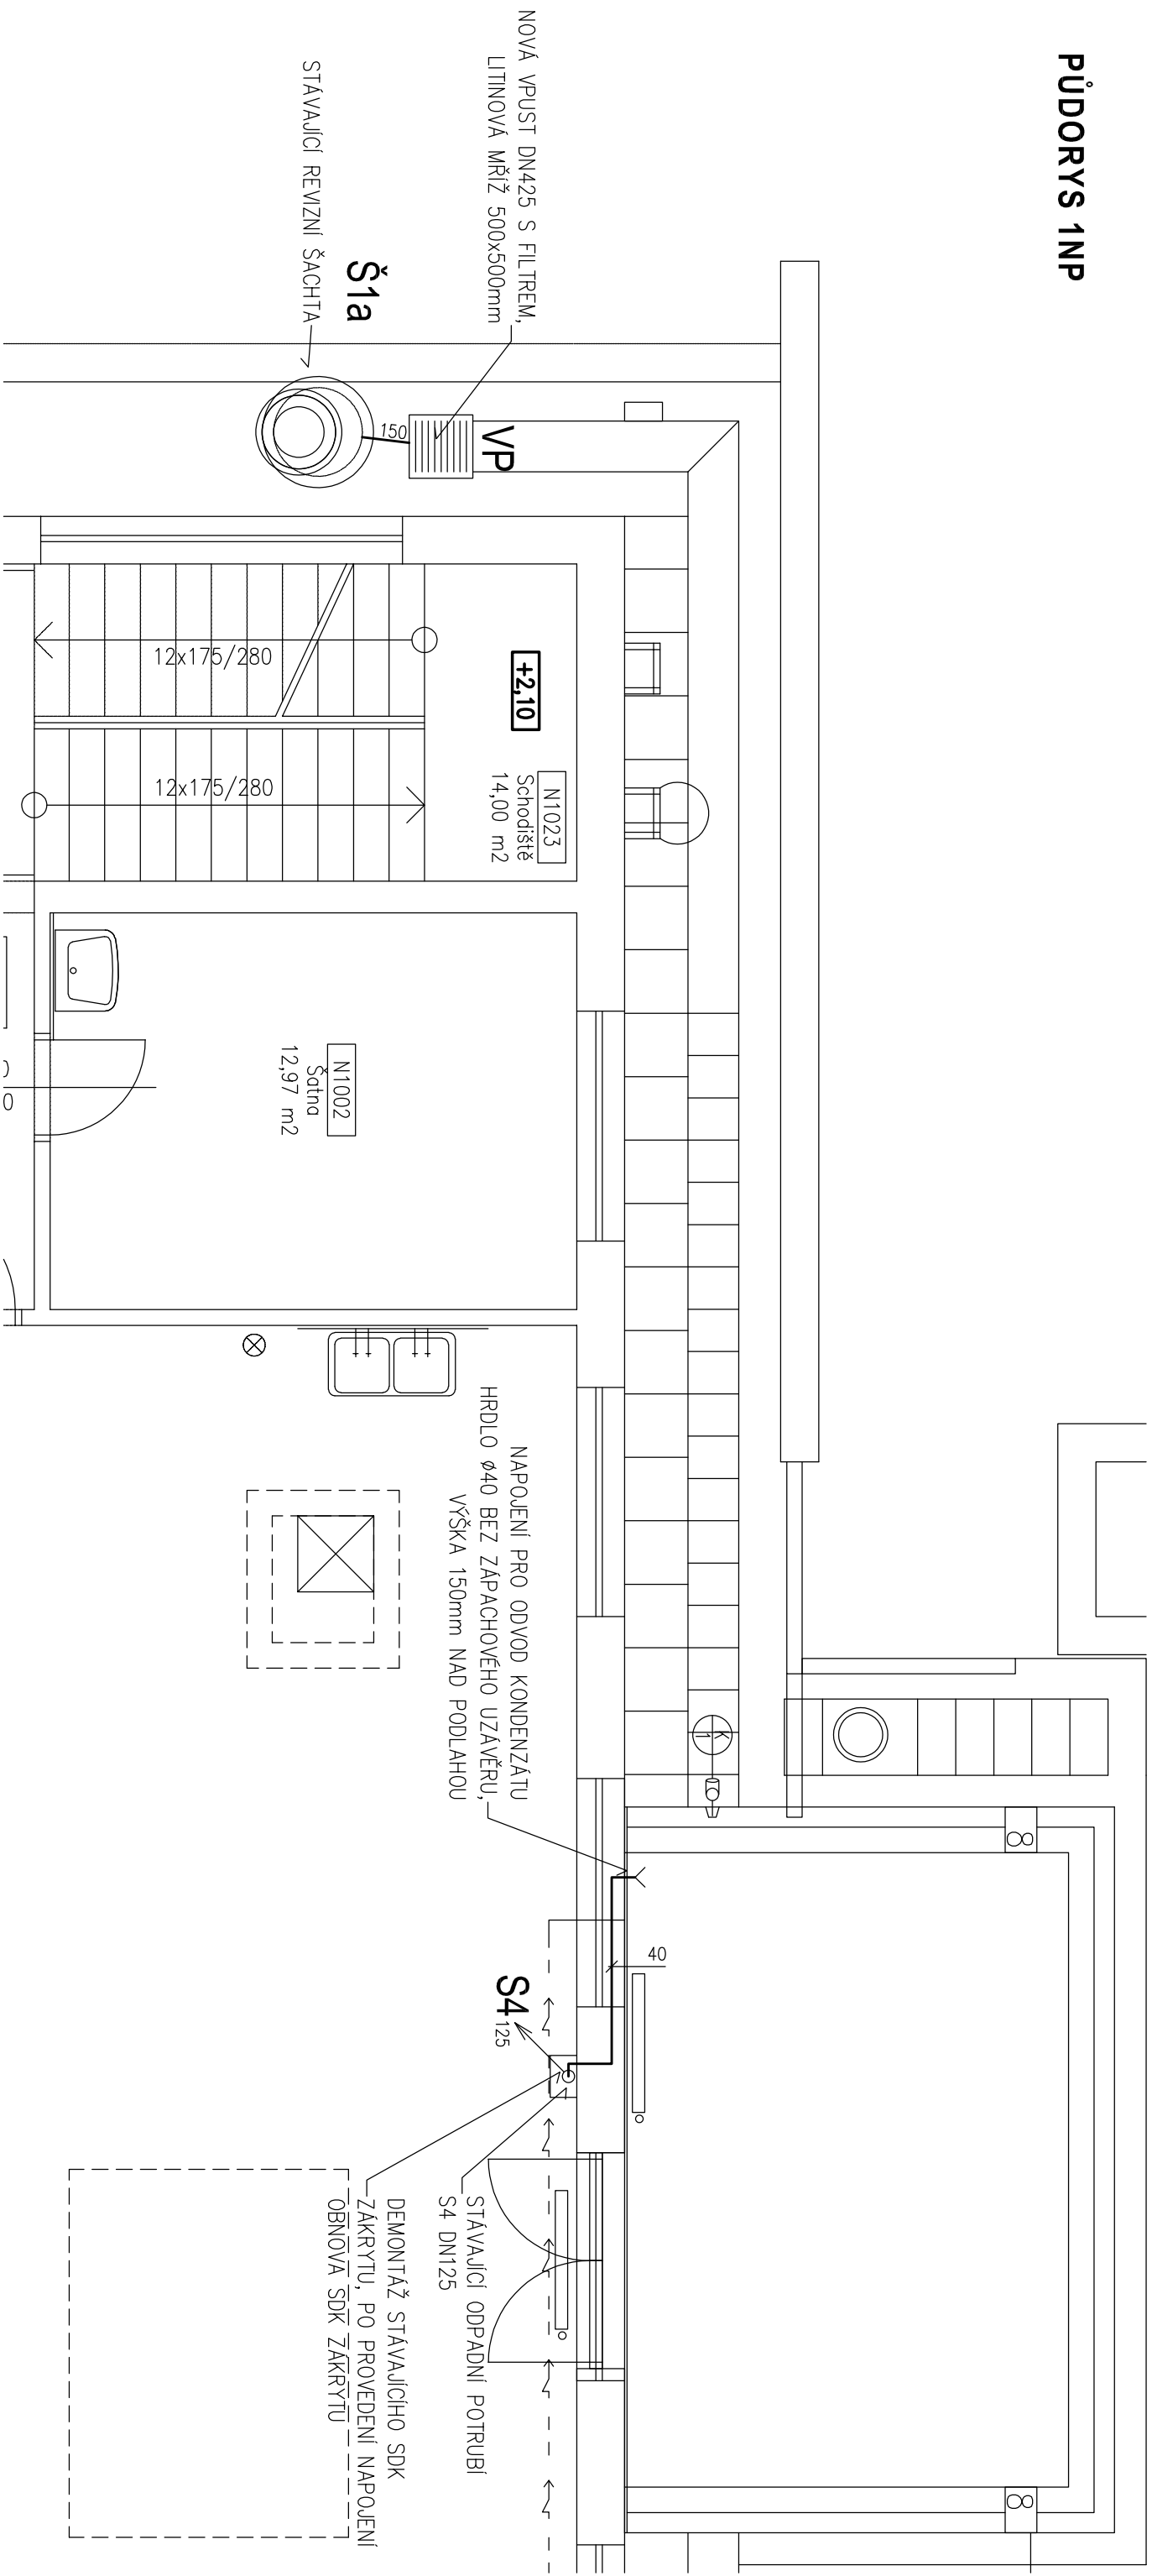 PŮDORYS 1NP
NOVÁ VPUST DN425 S FILTREM,
LITINOVÁ MŘÍŽ 500x500mm
STÁVAJÍCÍ REVIZNÍ ŠACHTA
Š1a
VP
150
+2,10
N1023
Schodiště
14,00 m2
12x175/280
12x175/280
N1002
Šatna
12,97 m2
NAPOJENÍ PRO ODVOD KONDENZÁTU
HRDLO Ø40 BEZ ZÁPACHOVÉHO UZÁVĚRU,
VÝŠKA 150mm NAD PODLAHOU
K
1
8
8
40
S4
125
STÁVAJÍCÍ ODPADNÍ POTRUBÍ
S4 DN125
DEMONTÁŽ STÁVAJÍCÍHO SDK
ZÁKRYTU, PO PROVEDENÍ NAPOJENÍ
OBNOVA SDK ZÁKRYTU